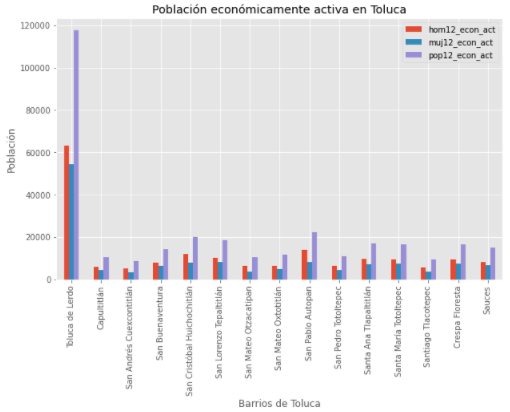 Población económicamente activa en Toluca
hom12_econ_act
muj12_econ_act
pop12_econ_act
Población
120000
100000
80000
60000
40000
20000
0
Toluca de Lerdo
Capultitlán
San Andrés Cuexcontitlán
San Buenaventura
San Cristóbal Huichochitlán
San Lorenzo Tepaltitlán
San Mateo Otzacatipan
San Mateo Oxtotitlán
San Pablo Autopan
San Pedro Totoltepec
Santa Ana Tlapaltitlán
Santa María Totoltepec
Santiago Tlacotepec
Crespa Floresta
Sauces
Barrios de Toluca